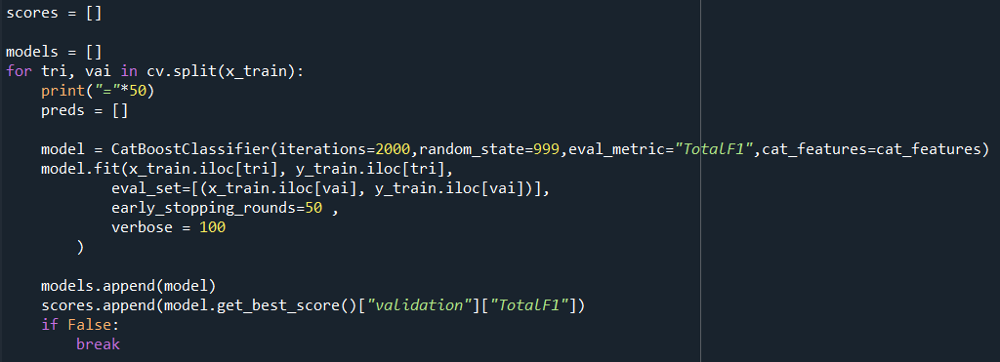 scores = []
models = []
for tri, vai in cv.split(x_train):
    print("="*50)
    preds = []
    model = CatBoostClassifier(iterations=2000,random_state=999,eval_metric="TotalF1",cat_features=cat_features)
    model.fit(x_train.iloc[tri], y_train.iloc[tri],
            eval_set=[(x_train.iloc[vai], y_train.iloc[vai])],
            early_stopping_rounds=50 ,
            verbose = 100
        )
    models.append(model)
    scores.append(model.get_best_score()["validation"]["TotalF1"])
    if False:
        break